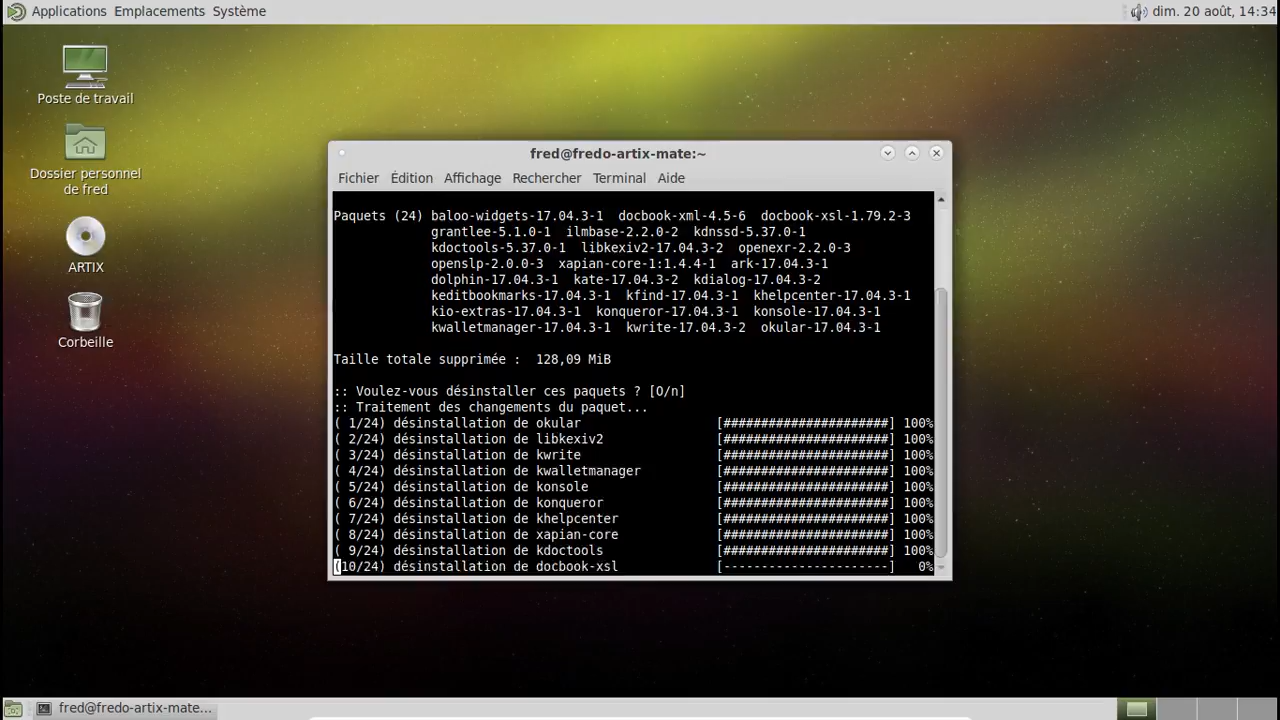 Applications Emplacements Système dim. 20 août, 14:34
Poste de travail
Dossier personnel
de fred
ARTIX
Corbeille
fred@fredo-artix-mate:~
Fichier Édition Affichage Rechercher Terminal Aide
Paquets (24) baloo-widgets-17.04.3-1 docbook-xml-4.5-6 docbook-xsl-1.79.2-3
grantlee-5.1.0-1 ilmbase-2.2.0-2 kdnssd-5.37.0-1
kdoctools-5.37.0-1 libkexiv2-17.04.3-2 openexr-2.2.0-3
openslp-2.0.0-3 xapian-core-1:1.4.4-1 ark-17.04.3-1
dolphin-17.04.3-1 kate-17.04.3-2 kdialog-17.04.3-2
keditbookmarks-17.04.3-1 kfind-17.04.3-1 khelpcenter-17.04.3-1
kio-extras-17.04.3-1 konqueror-17.04.3-1 konsole-17.04.3-1
kwalletmanager-17.04.3-1 kwrite-17.04.3-2 okular-17.04.3-1
Taille totale supprimée : 128,09 MiB
:: Voulez-vous désinstaller ces paquets ? [O/n]
:: Traitement des changements du paquet...
( 1/24) désinstallation de okular [######################] 100%
( 2/24) désinstallation de libkexiv2 [######################] 100%
( 3/24) désinstallation de kwrite [######################] 100%
( 4/24) désinstallation de kwalletmanager [######################] 100%
( 5/24) désinstallation de konsole [######################] 100%
( 6/24) désinstallation de konqueror [######################] 100%
( 7/24) désinstallation de khelpcenter [######################] 100%
( 8/24) désinstallation de xapian-core [######################] 100%
( 9/24) désinstallation de kdoctools [######################] 100%
(10/24) désinstallation de docbook-xsl [----------------------] 0%
fred@fredo-artix-mate...